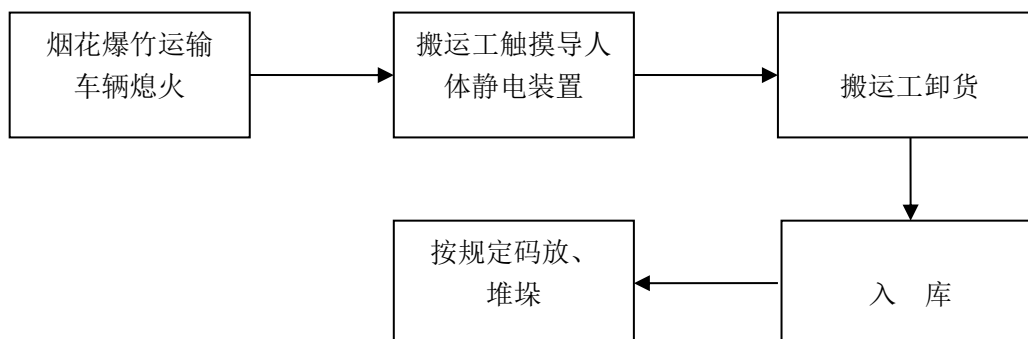 烟花爆竹运输
车辆熄火
搬运工触摸导人
体静电装置
搬运工卸货
入 库
按规定码放、
堆垛